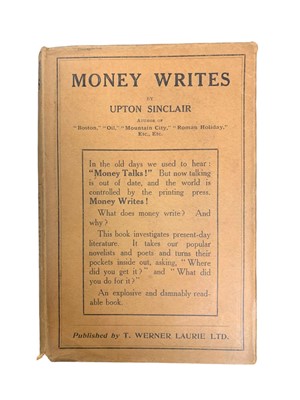 MONEY WRITES
BY
UPTON SINCLAIR
AUTHOR OF
"Boston," "Oil," "Mountain City," "Roman Holiday,"
Etc., Etc.
In the old days we used to hear:
"Money Talks!" But now talking
is out of date, and the world is
controlled by the printing press.
Money Writes!
What does money write? And
why?
This book investigates present-day
literature. It takes our popular
novelists and poets and turns their
pockets inside out, asking, "Where
did you get it?" and "What did
you do for it?"
An explosive and damnably read-
able book.
Published by T. WERNER LAURIE LTD.